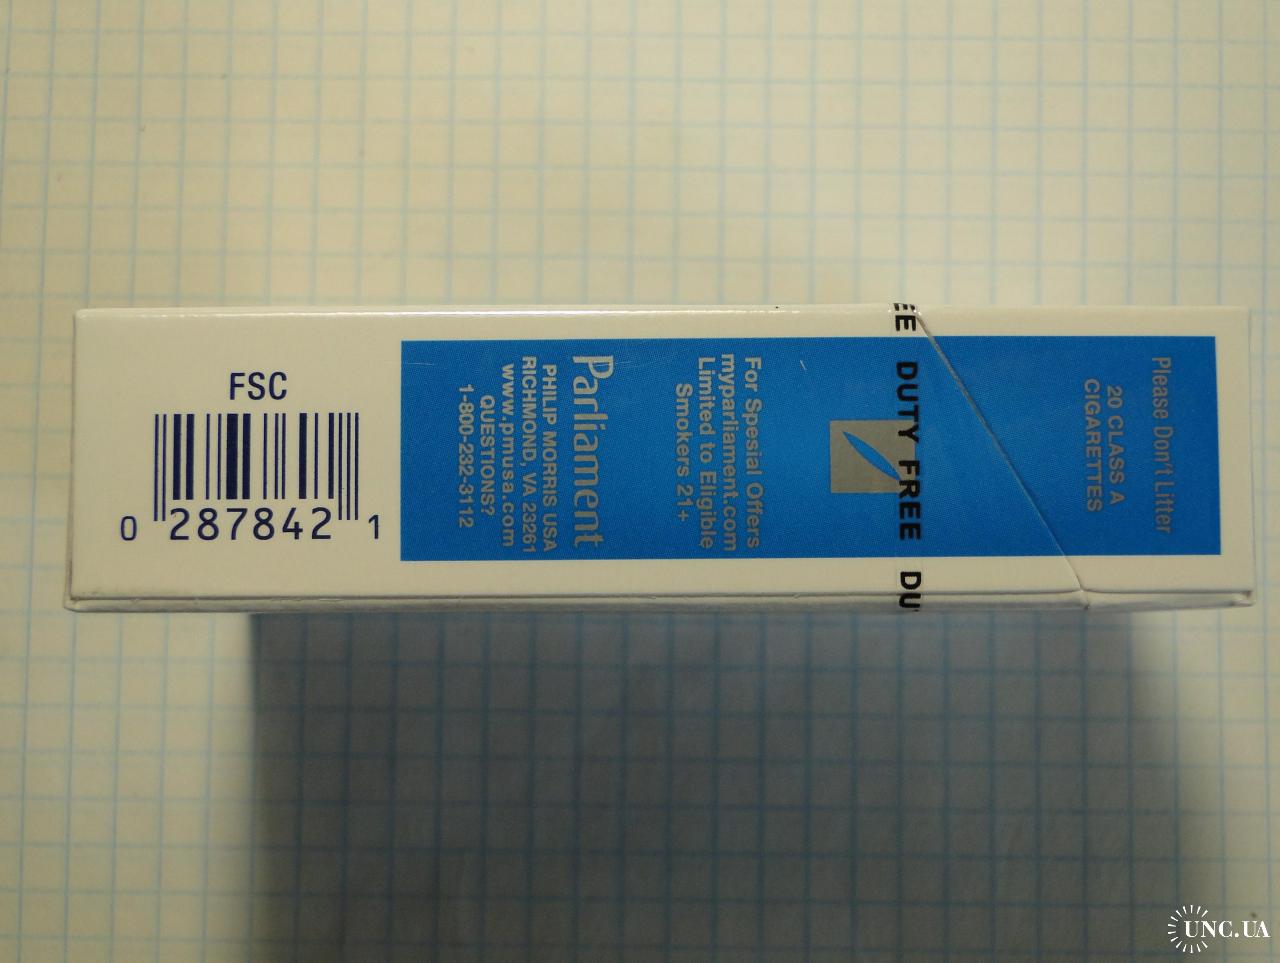 FSC
0 287842 1
Parliament
PHILIP MORRIS USA
RICHMOND, VA 23261
www.pmusa.com
QUESTIONS?
1-800-232-3112
For Spesial Offers
myparliament.com
Limited to Eligible
Smokers 21+
EE DUTY FREE DU
Please Don't Litter
20 CLASS A
CIGARETTES
UNC.UA